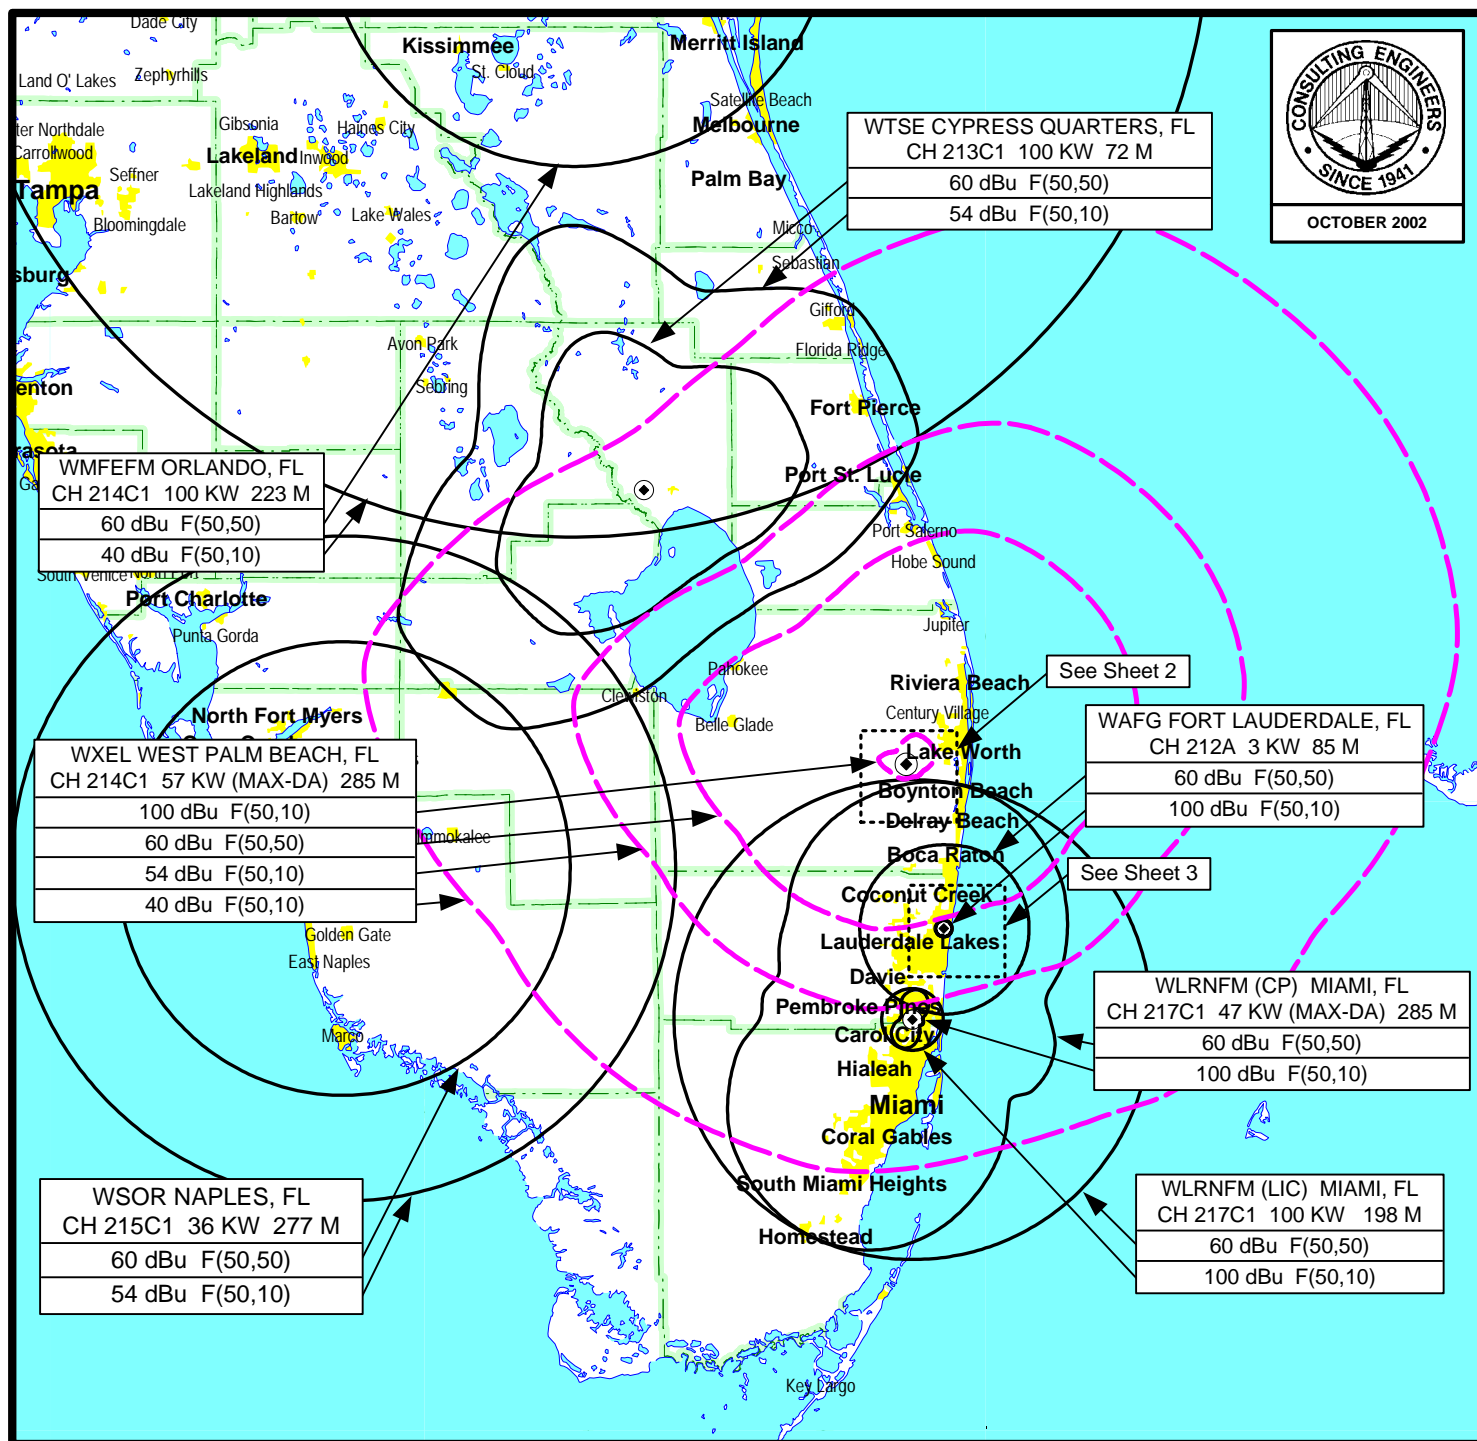 Dade City
Kissimmee
Merritt Island
Land O' Lakes
Zephyrhills
St. Cloud
Satellite Beach
CONSULTING ENGINEERS
• SINCE 1941 •
OCTOBER 2002
ter Northdale
Gibsonia
Haines City
Melbourne
Carrollwood
Lakeland
Inwood
Seffner
Tampa
Lakeland Highlands
Palm Bay
Bloomingdale
Bartow
Lake Wales
Micco
WTSE CYPRESS QUARTERS, FL
CH 213C1 100 KW 72 M
60 dBu F(50,50)
54 dBu F(50,10)
sburg
Sebastian
Gifford
Avon Park
Florida Ridge
enton
Sebring
Fort Pierce
rasota
Port St. Lucie
WMFEFM ORLANDO, FL
CH 214C1 100 KW 223 M
60 dBu F(50,50)
40 dBu F(50,10)
Port Salerno
Hobe Sound
South Venice
North Port
Port Charlotte
Punta Gorda
Jupiter
Pahokee
See Sheet 2
Clewiston
Riviera Beach
North Fort Myers
Belle Glade
Century Village
WAFG FORT LAUDERDALE, FL
CH 212A 3 KW 85 M
60 dBu F(50,50)
100 dBu F(50,10)
WXEL WEST PALM BEACH, FL
CH 214C1 57 KW (MAX-DA) 285 M
100 dBu F(50,10)
60 dBu F(50,50)
54 dBu F(50,10)
40 dBu F(50,10)
Lake Worth
Boynton Beach
Delray Beach
Immokalee
Boca Raton
See Sheet 3
Coconut Creek
Golden Gate
Lauderdale Lakes
East Naples
Davie
Pembroke Pines
WLRNFM (CP) MIAMI, FL
CH 217C1 47 KW (MAX-DA) 285 M
60 dBu F(50,50)
100 dBu F(50,10)
Marco
Carol City
Hialeah
Miami
Coral Gables
South Miami Heights
WSOR NAPLES, FL
CH 215C1 36 KW 277 M
60 dBu F(50,50)
54 dBu F(50,10)
WLRNFM (LIC) MIAMI, FL
CH 217C1 100 KW 198 M
60 dBu F(50,50)
100 dBu F(50,10)
Homestead
Key Largo